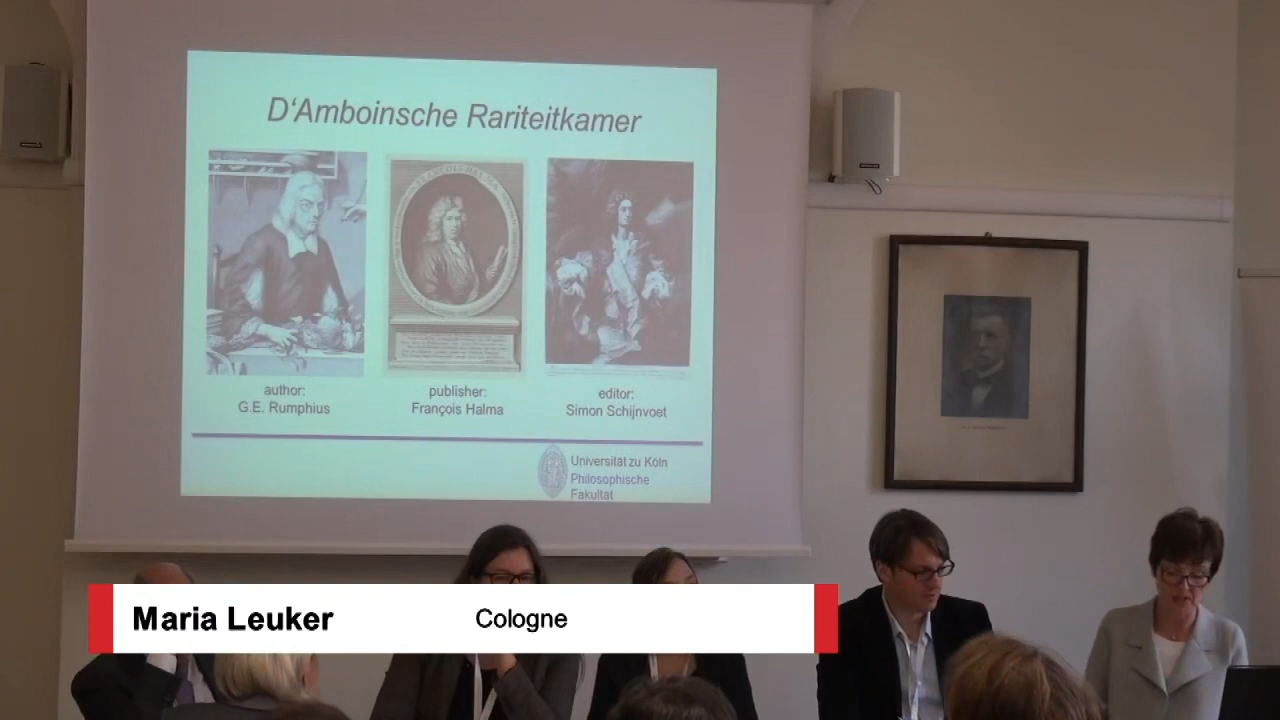 D'Amboinsche Rariteitkamer
author:
G.E. Rumphius
publisher:
François Halma
editor:
Simon Schijnvoet
Universität zu Köln
Philosophische
Fakultät
Maria Leuker
Cologne